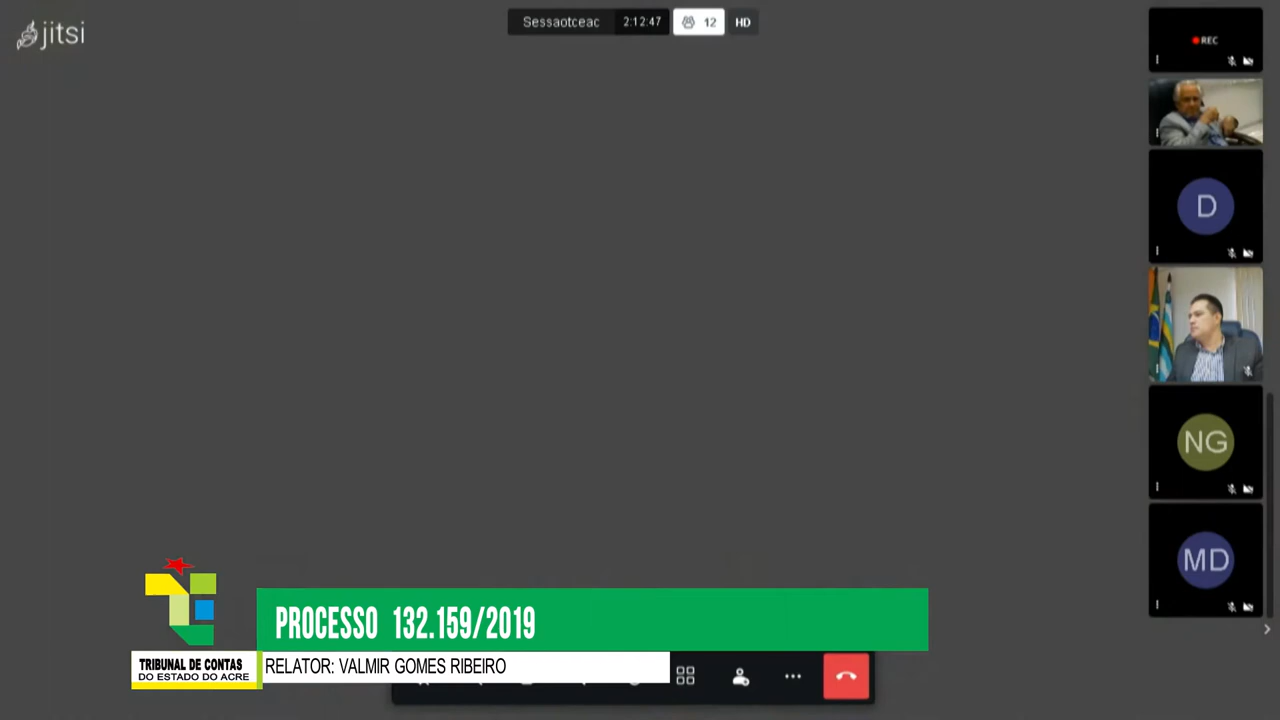 jitsi
Sessaotceac 2:12:47 12 HD
REC
D
NG
MD
PROCESSO 132.159/2019
TRIBUNAL DE CONTAS
DO ESTADO DO ACRE
RELATOR: VALMIR GOMES RIBEIRO